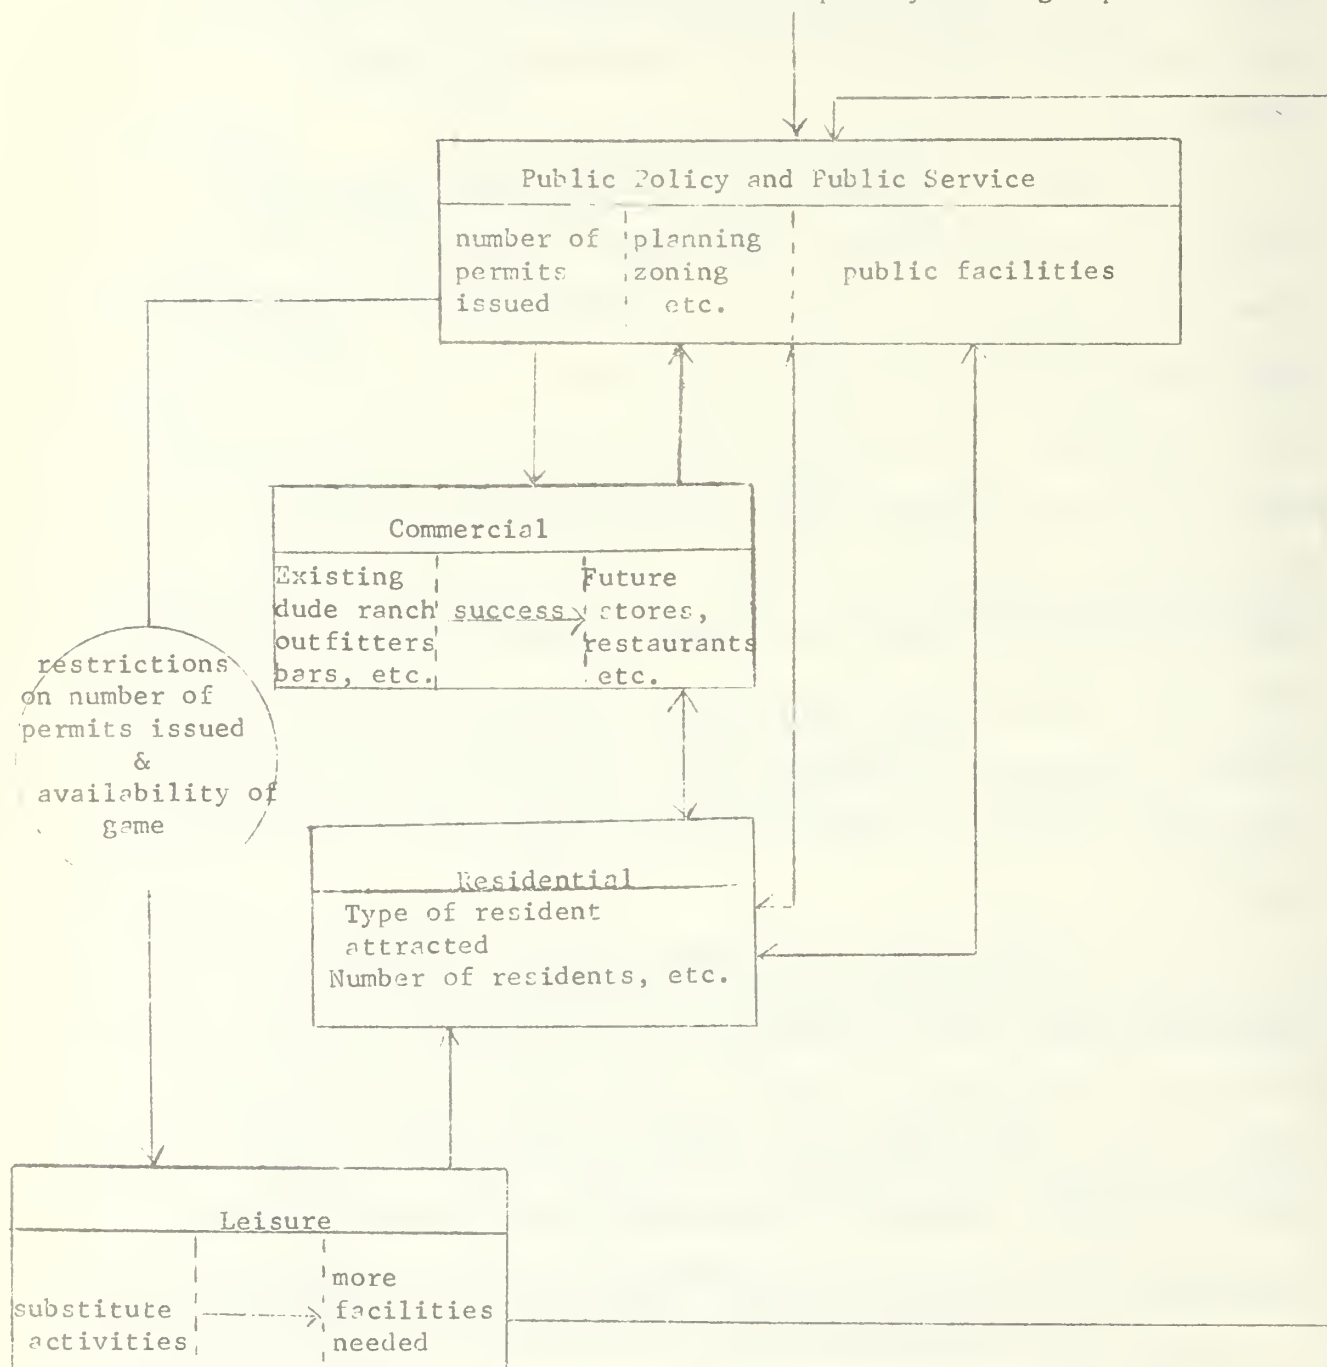 Public Policy and Public Service
number of
permits
issued
planning
zoning
etc.
public facilities
Commercial
Existing
dude ranch
outfitters
bars, etc.
success
Future
stores,
restaurants
etc.
restrictions
on number of
permits issued
&
availability of
game
Residential
Type of resident
attracted
Number of residents, etc.
Leisure
substitute
activities
more
facilities
needed